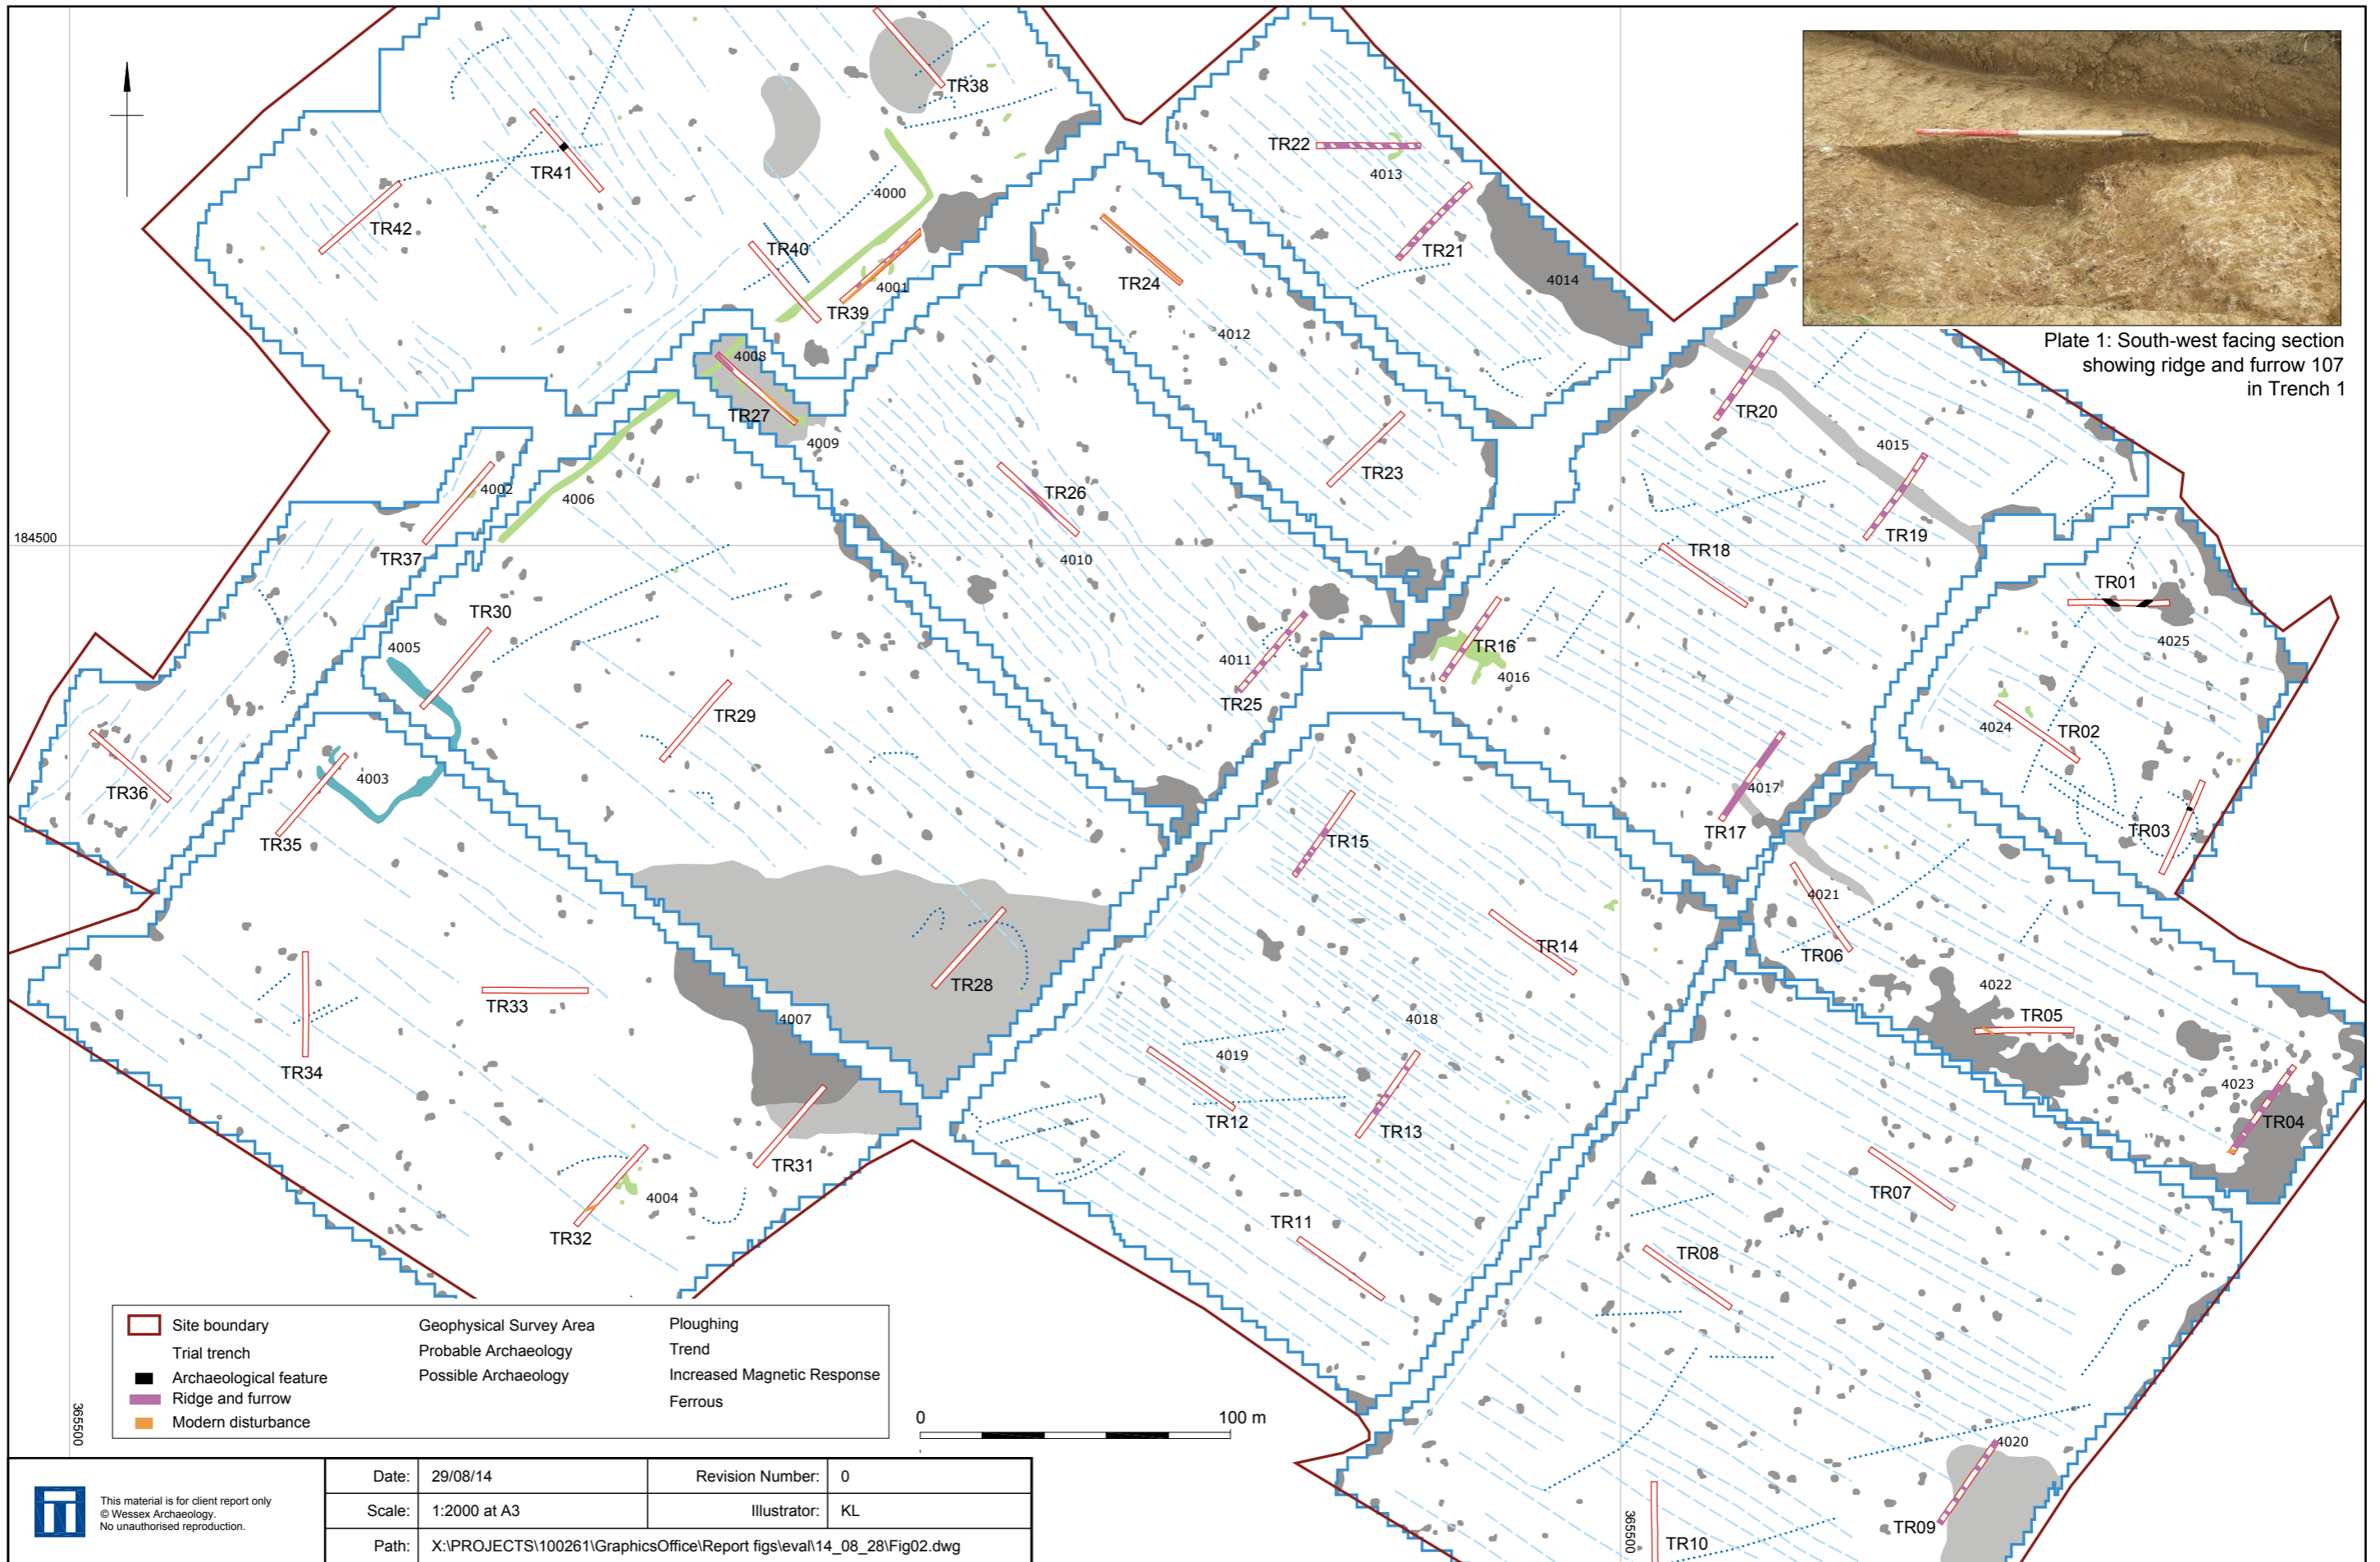 TR38
TR22
4013
TR41
4000
TR42
TR21
TR40
TR24
4014
4001
TR39
4012
Plate 1: South-west facing section
showing ridge and furrow 107
in Trench 1
4008
TR27
TR20
4009
4015
4002
TR26
TR23
4006
184500
TR37
4010
TR18
TR19
TR01
TR30
4005
4025
4011
TR16
4016
TR25
TR29
4024
TR02
4003
TR36
4017
TR17
TR03
TR35
TR15
4021
TR14
TR06
TR28
4022
TR33
4007
4018
TR05
4019
TR34
4023
TR12
TR13
TR04
TR31
4004
TR07
TR32
TR11
TR08
Site boundary
Trial trench
Archaeological feature
Ridge and furrow
Modern disturbance
Geophysical Survey Area
Probable Archaeology
Possible Archaeology
Ploughing
Trend
Increased Magnetic Response
Ferrous
365500
0 100 m
4020
TR09
365500
TR10
This material is for client report only
© Wessex Archaeology.
No unauthorised reproduction.
Date: 29/08/14 Revision Number: 0
Scale: 1:2000 at A3 Illustrator: KL
Path: X:\PROJECTS\100261\GraphicsOffice\Report figs\eval\14_08_28\Fig02.dwg